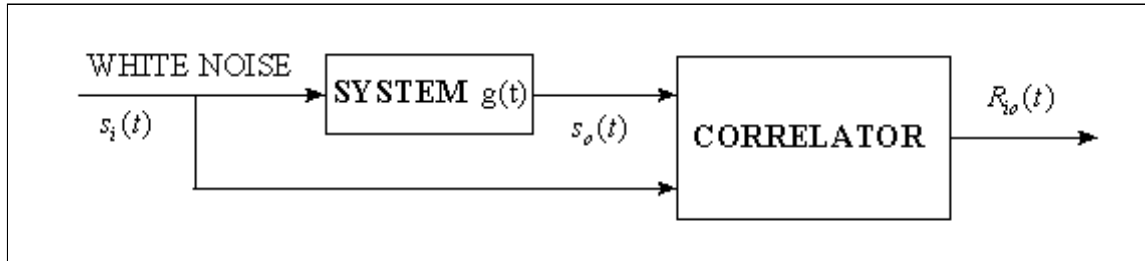 WHITE NOISE
s_i(t)
SYSTEM g(t)
s_o(t)
CORRELATOR
R_io(t)